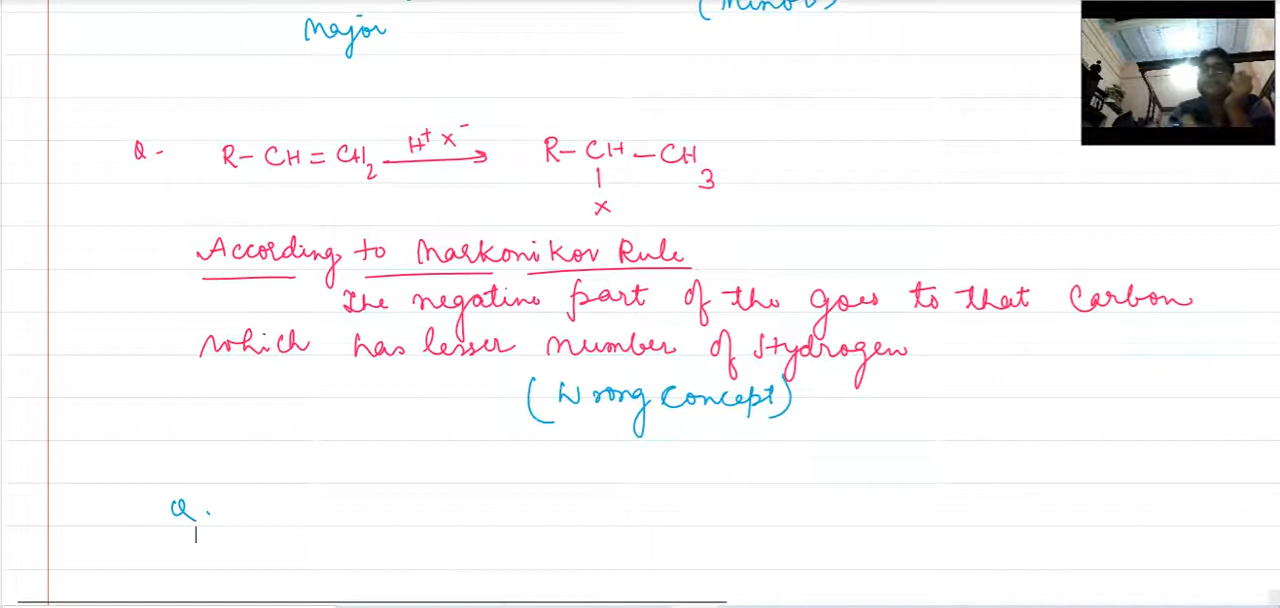 (Minor)
Major
Q - R - CH = CH2 H+ X- → R - CH - CH3
X
According to Markonikov Rule
The negative part of the goes to that Carbon
which has lesser number of Hydrogen
(Wrong Concept)
Q.